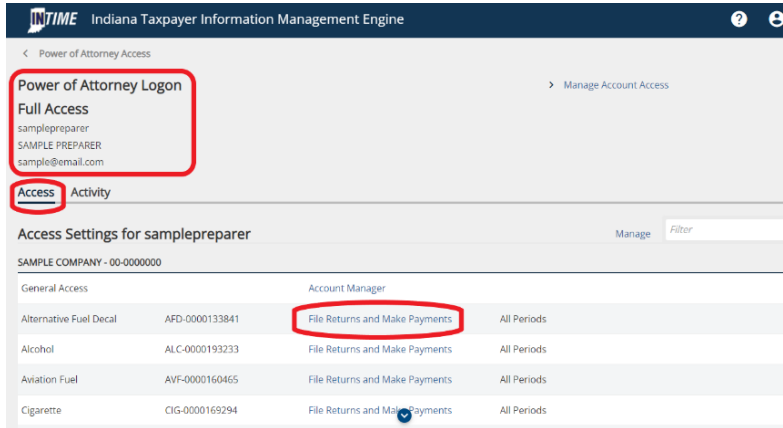 INTIME Indiana Taxpayer Information Management Engine
< Power of Attorney Access
Power of Attorney Logon
> Manage Account Access
Full Access
samplepreparer
SAMPLE PREPARER
sample@email.com
Access Activity
Access Settings for samplepreparer
Manage Filter
SAMPLE COMPANY - 00-0000000
General Access Account Manager
Alternative Fuel Decal AFD-0000133841 File Returns and Make Payments All Periods
Alcohol ALC-0000193233 File Returns and Make Payments All Periods
Aviation Fuel AVF-0000160465 File Returns and Make Payments All Periods
Cigarette CIG-0000169294 File Returns and Make Payments All Periods